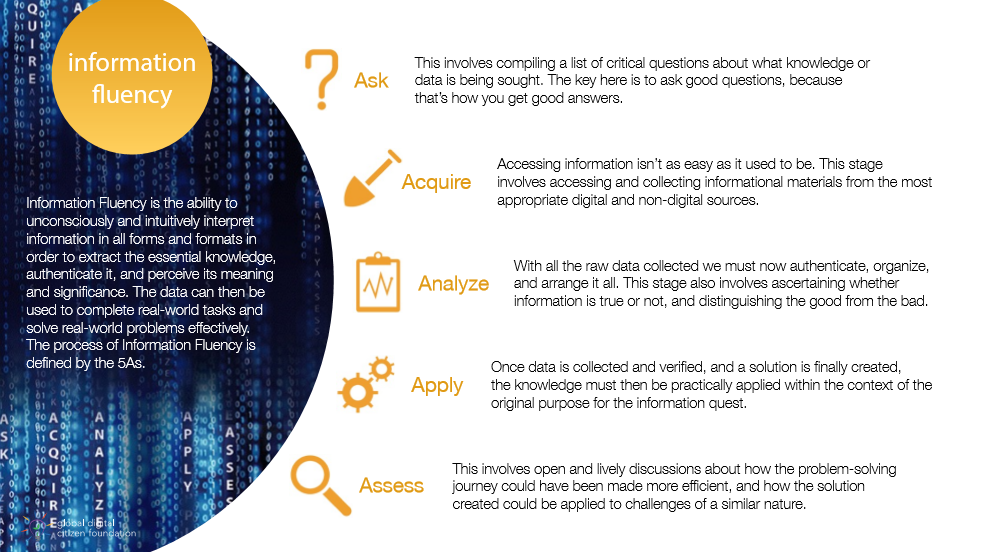 information
fluency
Information Fluency is the ability to
unconsciously and intuitively interpret
information in all forms and formats in
order to extract the essential knowledge,
authenticate it, and perceive its meaning
and significance. The data can then be
used to complete real-world tasks and
solve real-world problems effectively.
The process of Information Fluency is
defined by the 5As.
ASK
ACQUIRE
ANALYZE
APPLY
ASSESS
global digital
citizen foundation
Ask
This involves compiling a list of critical questions about what knowledge or
data is being sought. The key here is to ask good questions, because
that's how you get good answers.
Acquire
Accessing information isn't as easy as it used to be. This stage
involves accessing and collecting informational materials from the most
appropriate digital and non-digital sources.
Analyze
With all the raw data collected we must now authenticate, organize,
and arrange it all. This stage also involves ascertaining whether
information is true or not, and distinguishing the good from the bad.
Apply
Once data is collected and verified, and a solution is finally created,
the knowledge must then be practically applied within the context of the
original purpose for the information quest.
Assess
This involves open and lively discussions about how the problem-solving
journey could have been made more efficient, and how the solution
created could be applied to challenges of a similar nature.